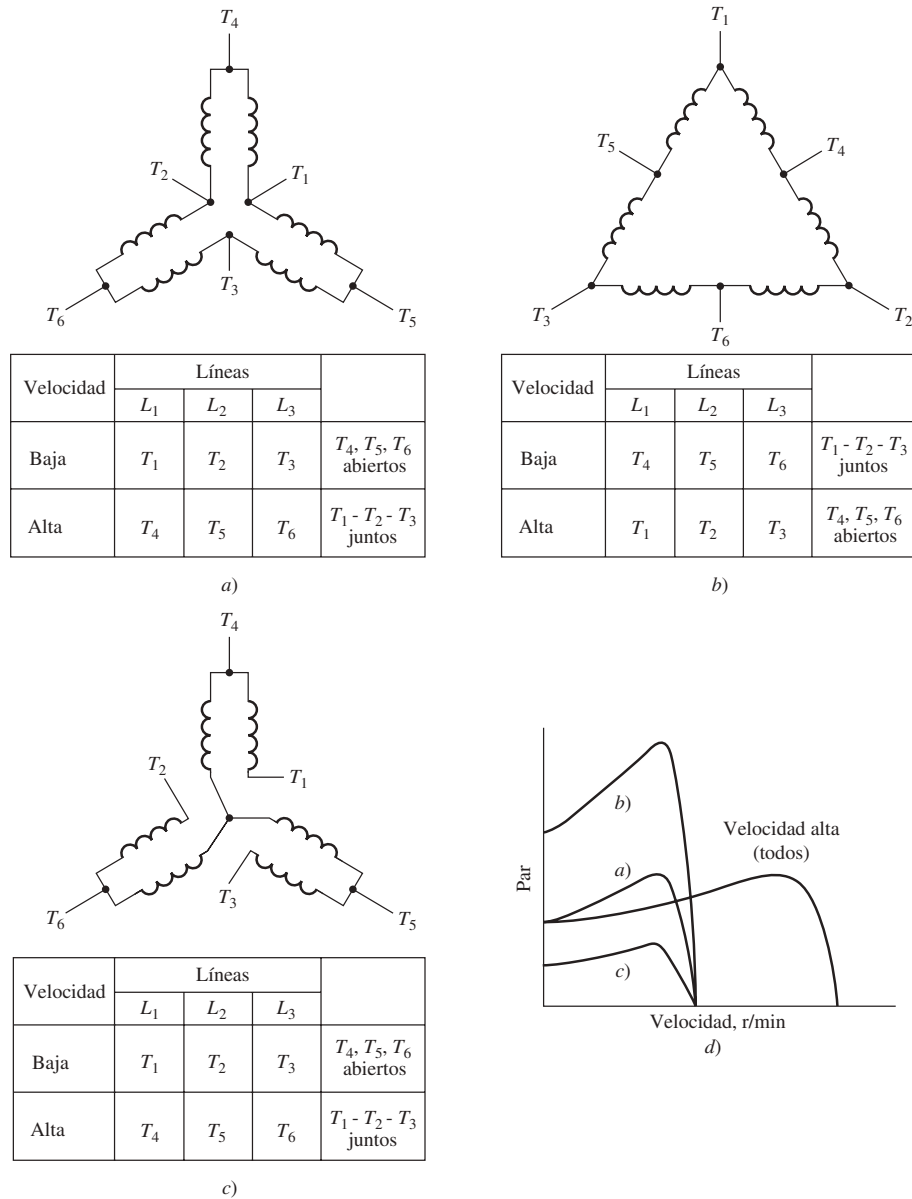 T4
T2
T1
T3
T6
T5
Velocidad
Líneas
L1
L2
L3
Baja
T1
T2
T3
T4, T5, T6
abiertos
Alta
T4
T5
T6
T1 - T2 - T3
juntos
a)
T1
T5
T4
T3
T6
T2
Velocidad
Líneas
L1
L2
L3
Baja
T4
T5
T6
T1 - T2 - T3
juntos
Alta
T1
T2
T3
T4, T5, T6
abiertos
b)
T4
T2
T1
T3
T6
T5
Velocidad
Líneas
L1
L2
L3
Baja
T1
T2
T3
T4, T5, T6
abiertos
Alta
T4
T5
T6
T1 - T2 - T3
juntos
c)
Par
b)
Velocidad alta
(todos)
a)
c)
Velocidad, r/min
d)